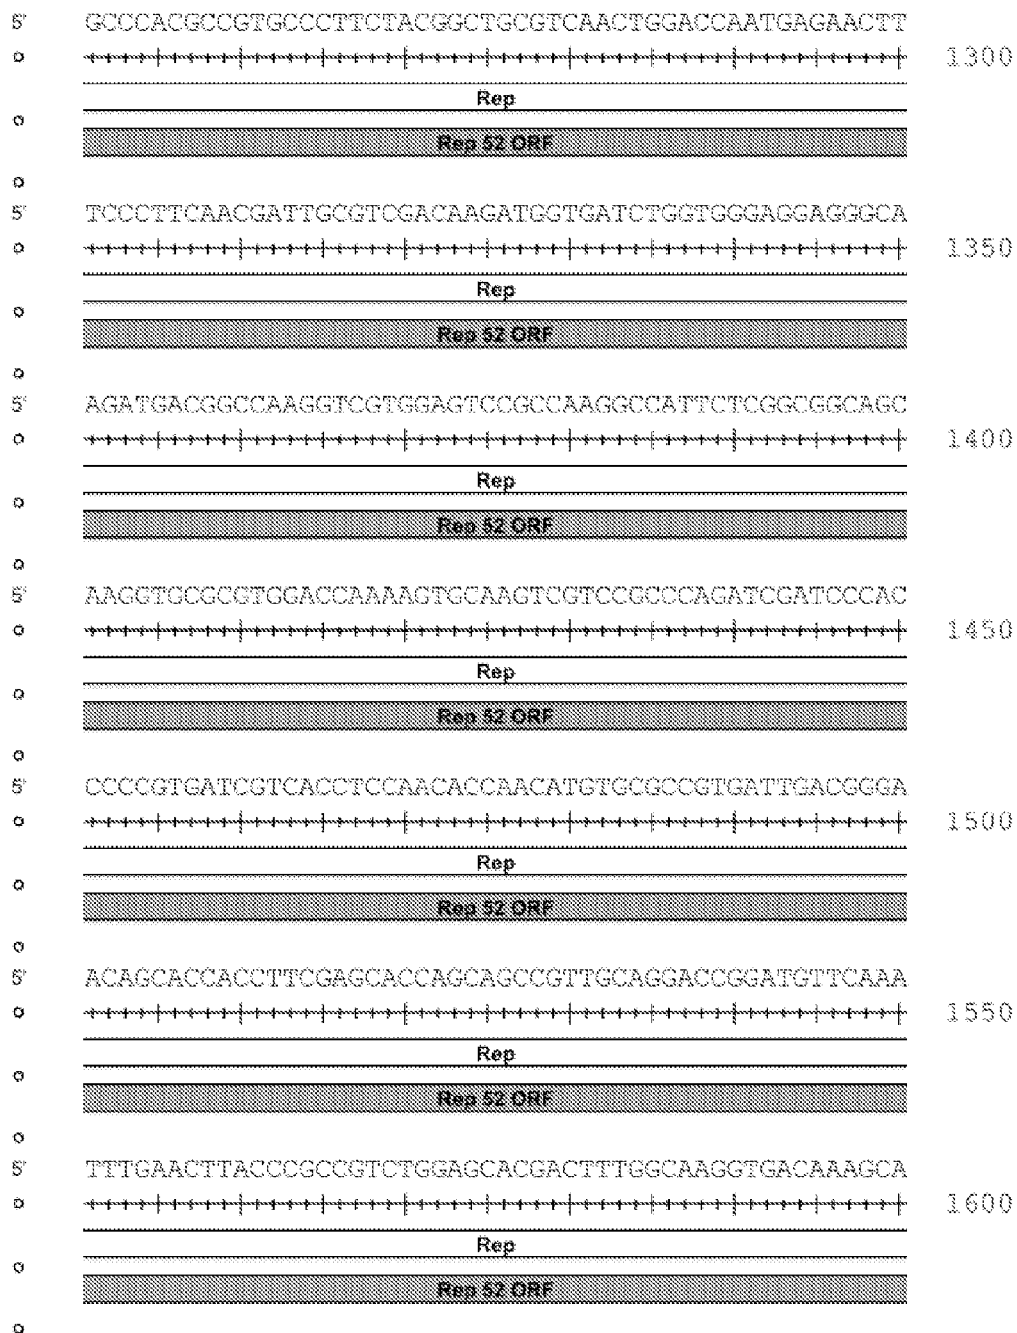 5'
GCCCACGCCGTGCCCTTCTACGGCTGCGTCAACTGGACCAATGAGAACTT
1300
Rep
Rep 52 ORF
5'
TCCCTTCAACGATTGCGTCGACAAGATGGTGATCTGGTGGGAGGAGGGCA
1350
Rep
Rep 52 ORF
5'
AGATGACGGCCAAGGTCGTGGAGTCCGCCAAGGCCATTCTCGGCGGCAGC
1400
Rep
Rep 52 ORF
5'
AAGGTGCGCGTGGACCAAAAGTGCAAGTCGTCCGCCCAGATCGATCCCAC
1450
Rep
Rep 52 ORF
5'
CCCCGTGATCGTCACCTCCAACACCAACATGTGCGCCGTGATTGACGGGA
1500
Rep
Rep 52 ORF
5'
ACAGCACCACCTTCGAGCACCAGCAGCCGTTGCAGGACCGGATGTTCAAA
1550
Rep
Rep 52 ORF
5'
TTTGAACTTACCCGCCGTCTGGAGCACGACTTTGGCAAGGTGACAAAGCA
1600
Rep
Rep 52 ORF